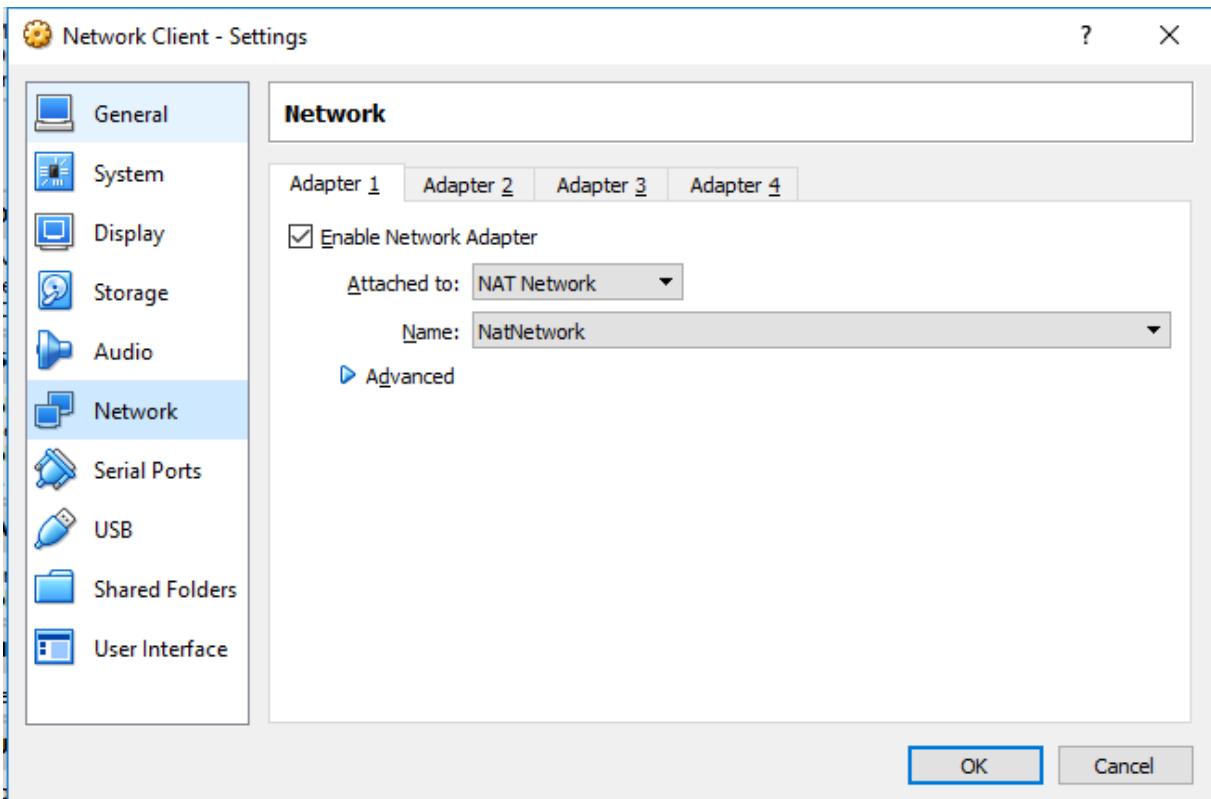 Network Client - Settings
?
General
System
Display
Storage
Audio
Network
Serial Ports
USB
Shared Folders
User Interface
Network
Adapter 1 Adapter 2 Adapter 3 Adapter 4
Enable Network Adapter
Attached to: NAT Network
Name: NatNetwork
Advanced
OK Cancel